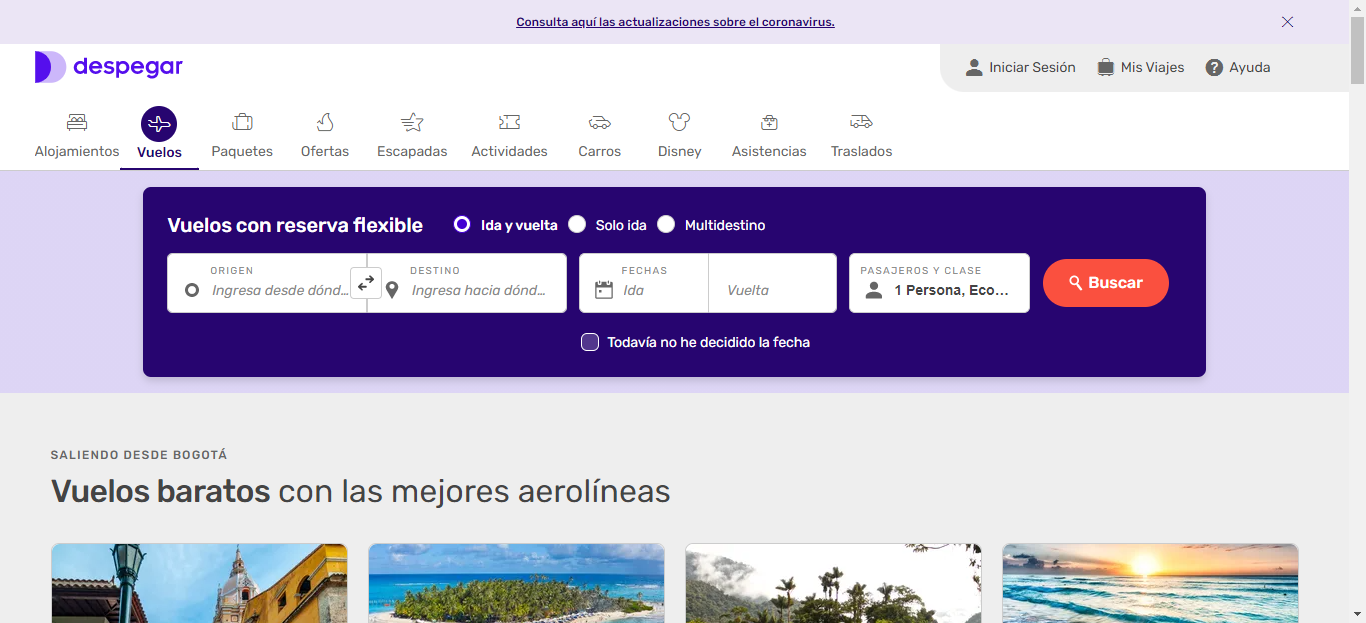 Consulta aquí las actualizaciones sobre el coronavirus.
despegar
Iniciar Sesión
Mis Viajes
Ayuda
Alojamientos
Vuelos
Paquetes
Ofertas
Escapadas
Actividades
Carros
Disney
Asistencias
Traslados
Vuelos con reserva flexible
Ida y vuelta
Solo ida
Multidestino
ORIGEN
Ingresa desde dónd...
DESTINO
Ingresa hacia dónd...
FECHAS
Ida
Vuelta
PASAJEROS Y CLASE
1 Persona, Eco...
Buscar
Todavía no he decidido la fecha
SALIENDO DESDE BOGOTÁ
Vuelos baratos con las mejores aerolíneas